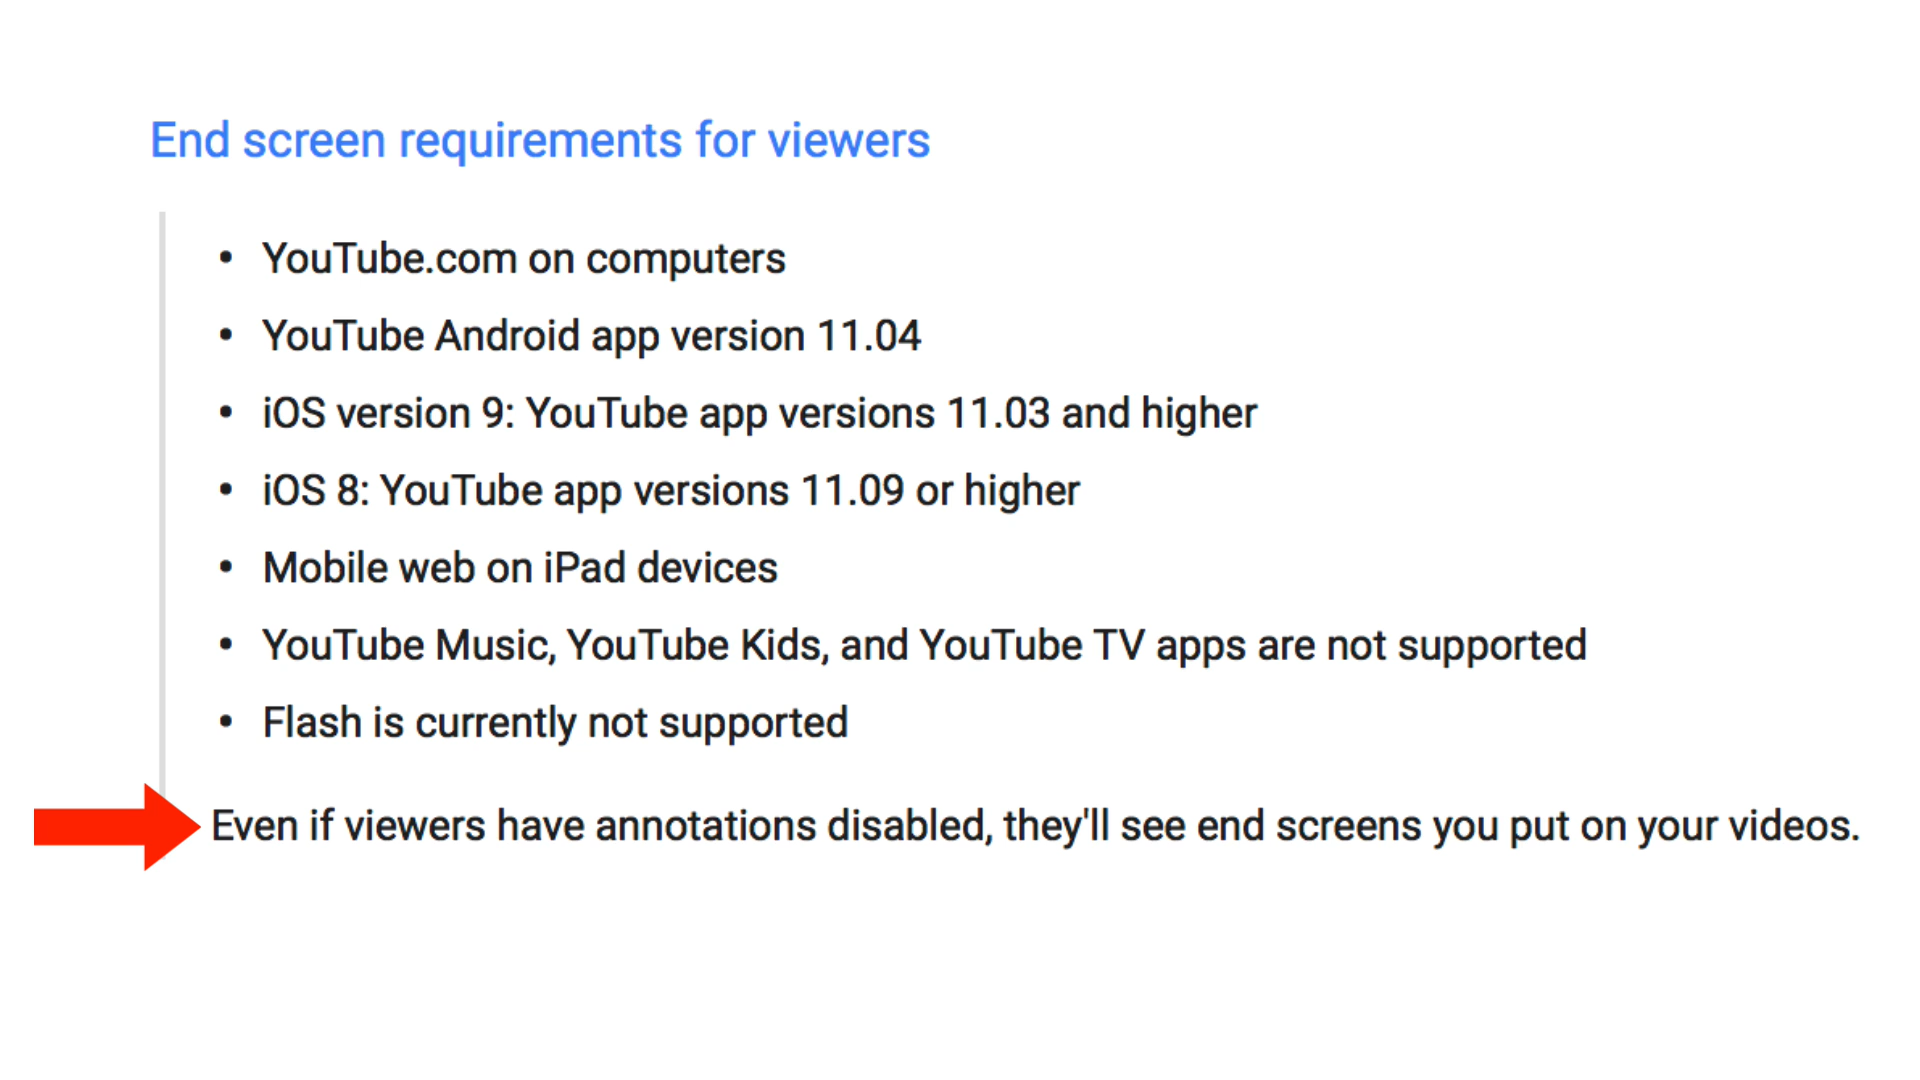 End screen requirements for viewers
• YouTube.com on computers
• YouTube Android app version 11.04
• iOS version 9: YouTube app versions 11.03 and higher
• iOS 8: YouTube app versions 11.09 or higher
• Mobile web on iPad devices
• YouTube Music, YouTube Kids, and YouTube TV apps are not supported
• Flash is currently not supported
Even if viewers have annotations disabled, they'll see end screens you put on your videos.